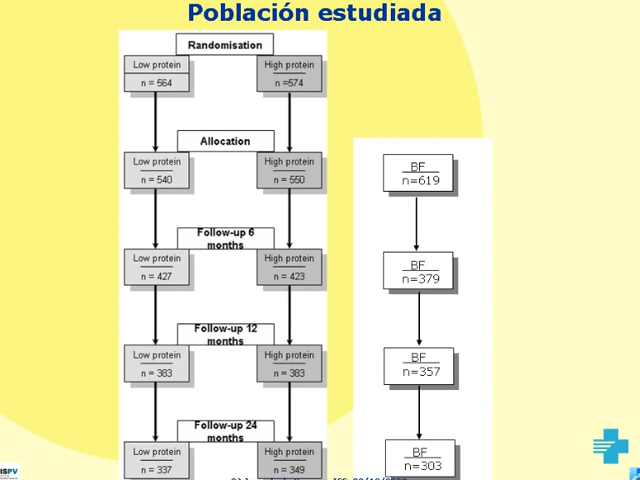 Población estudiada
Randomisation
Low protein
n = 564
High protein
n =574
Allocation
Low protein
n = 540
High protein
n = 550
BF
n=619
Follow-up 6
months
Low protein
n = 427
High protein
n = 423
BF
n=379
Follow-up 12
months
Low protein
n = 383
High protein
n = 383
BF
n=357
Follow-up 24
months
Low protein
n = 337
High protein
n = 349
BF
n=303
ISPV